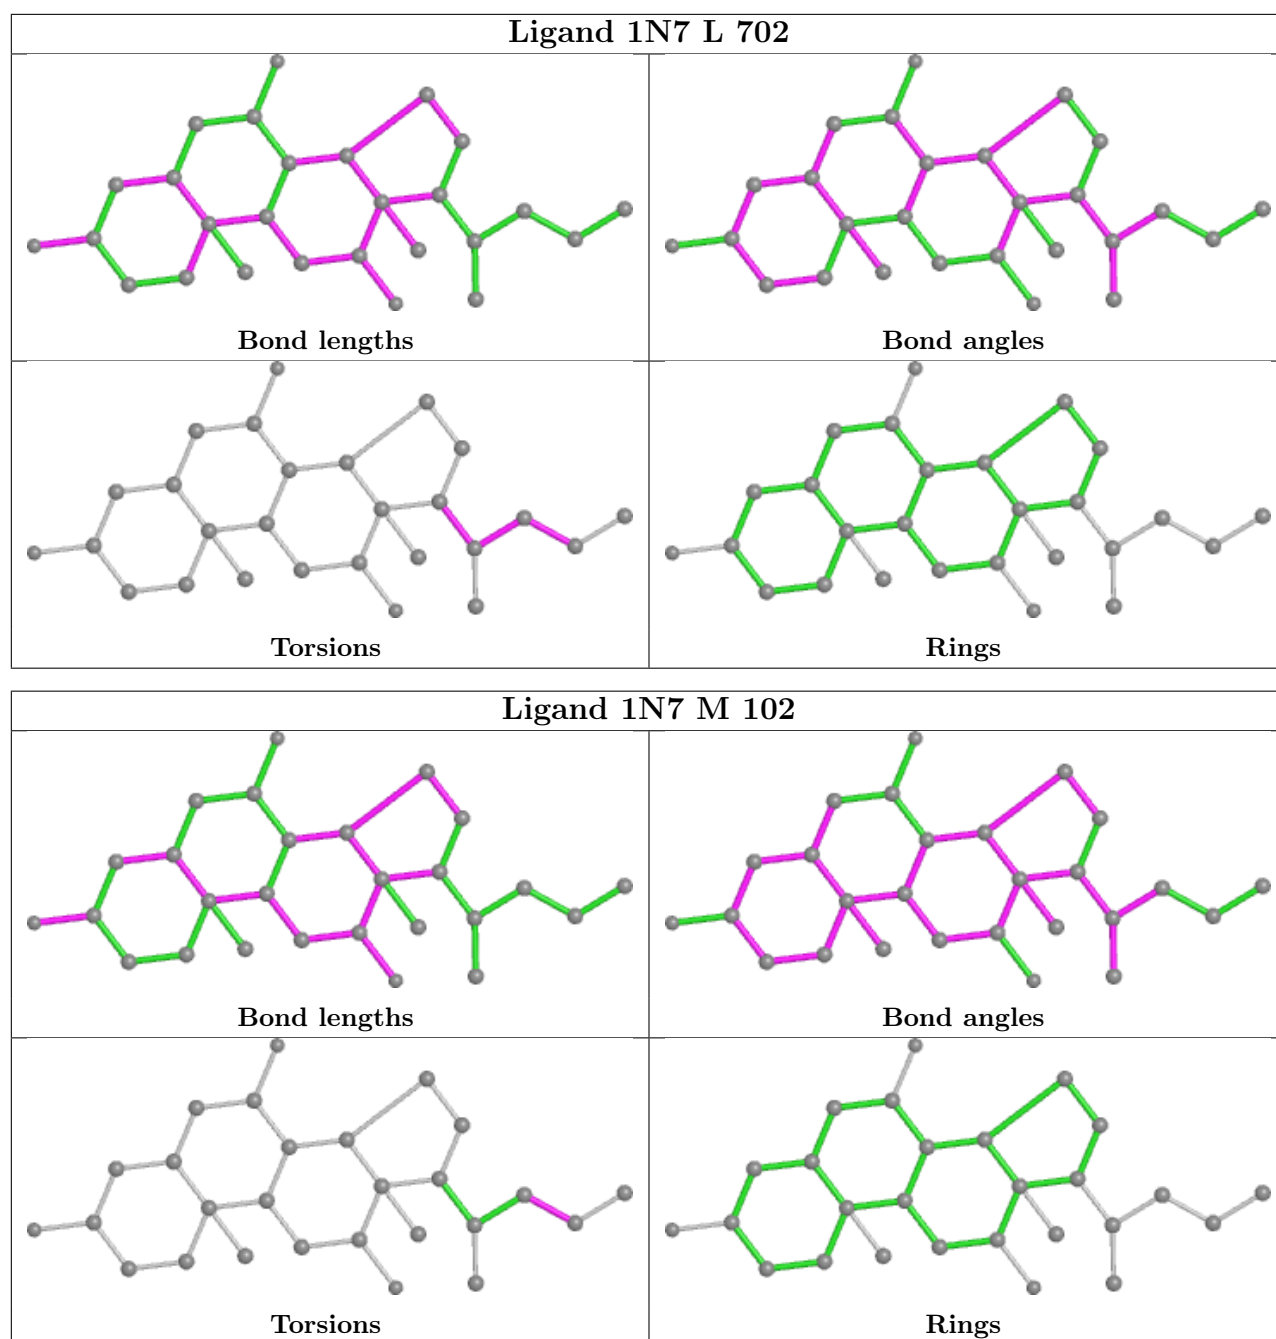 Ligand 1N7 L 702
Bond lengths
Bond angles
Torsions
Rings
Ligand 1N7 M 102
Bond lengths
Bond angles
Torsions
Rings